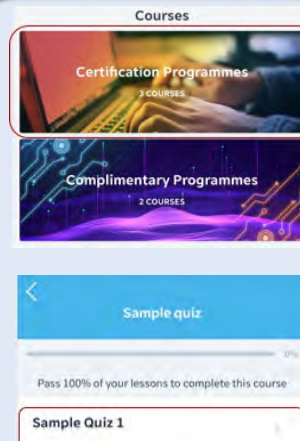 Courses
Certification Programmes
3 COURSES
Complimentary Programmes
2 COURSES
Sample quiz
0%
Pass 100% of your lessons to complete this course
Sample Quiz 1